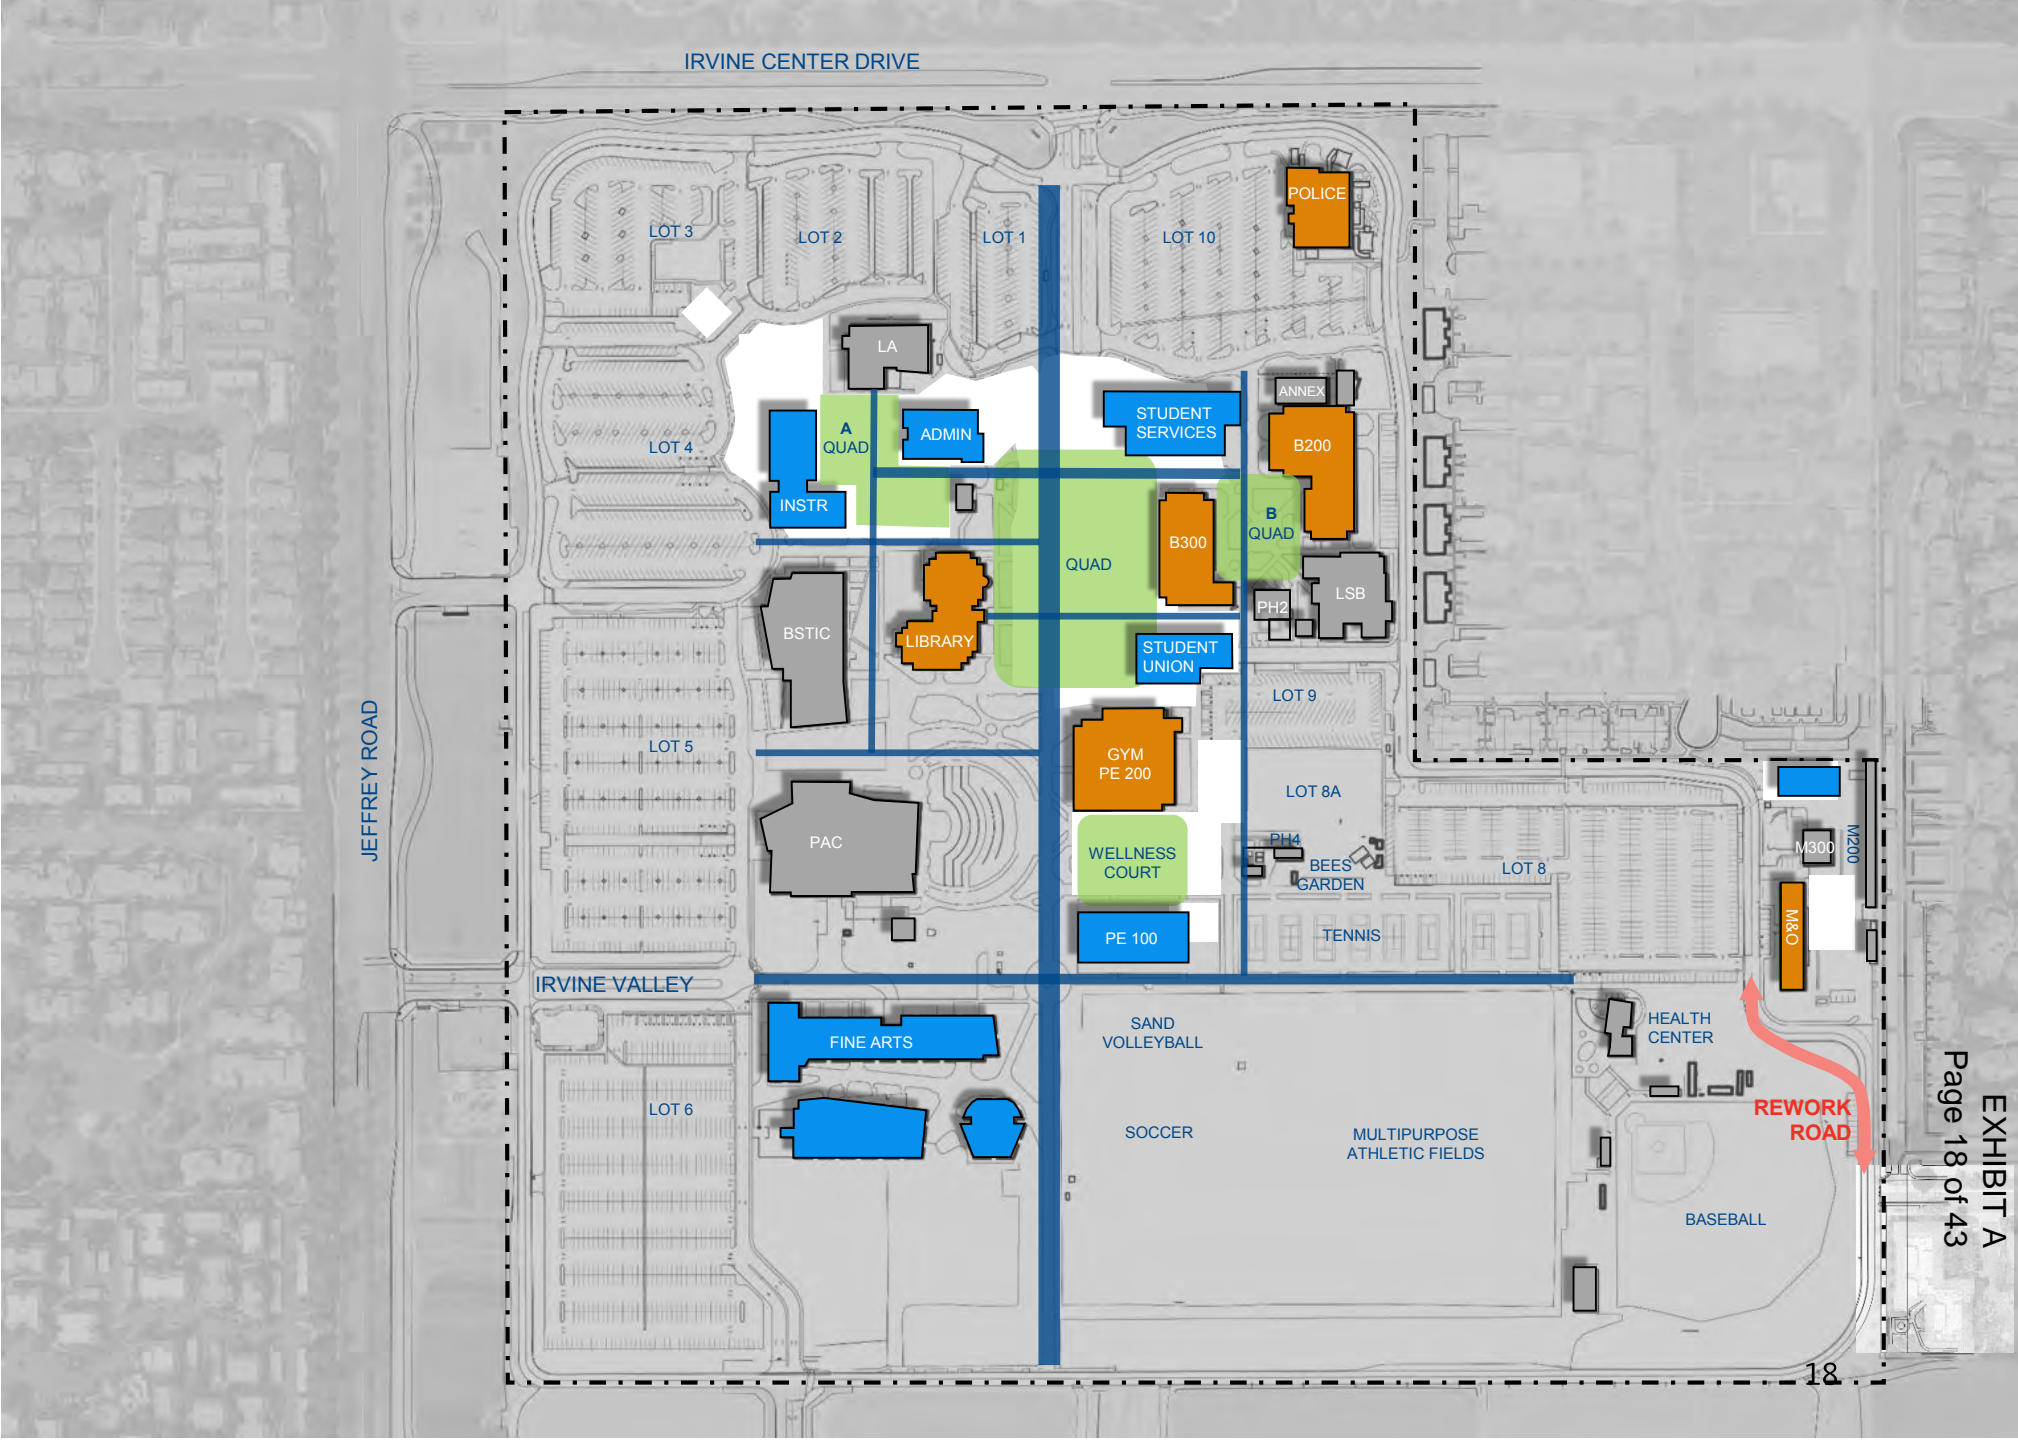 IRVINE CENTER DRIVE
POLICE
LOT 3
LOT 2
LOT 1
LOT 10
LA
ANNEX
STUDENT
SERVICES
A
QUAD
ADMIN
B200
LOT 4
INSTR
B
QUAD
B300
QUAD
LSB
PH2
BSTIC
LIBRARY
STUDENT
UNION
LOT 9
JEFFREY ROAD
LOT 5
GYM
PE 200
LOT 8A
PAC
PH4
WELLNESS
COURT
BEES
GARDEN
LOT 8
M300
M200
PE 100
TENNIS
M&O
IRVINE VALLEY
SAND
VOLLEYBALL
HEALTH
CENTER
FINE ARTS
LOT 6
REWORK
ROAD
SOCCER
MULTIPURPOSE
ATHLETIC FIELDS
BASEBALL
EXHIBIT A
Page 18 of 43
18